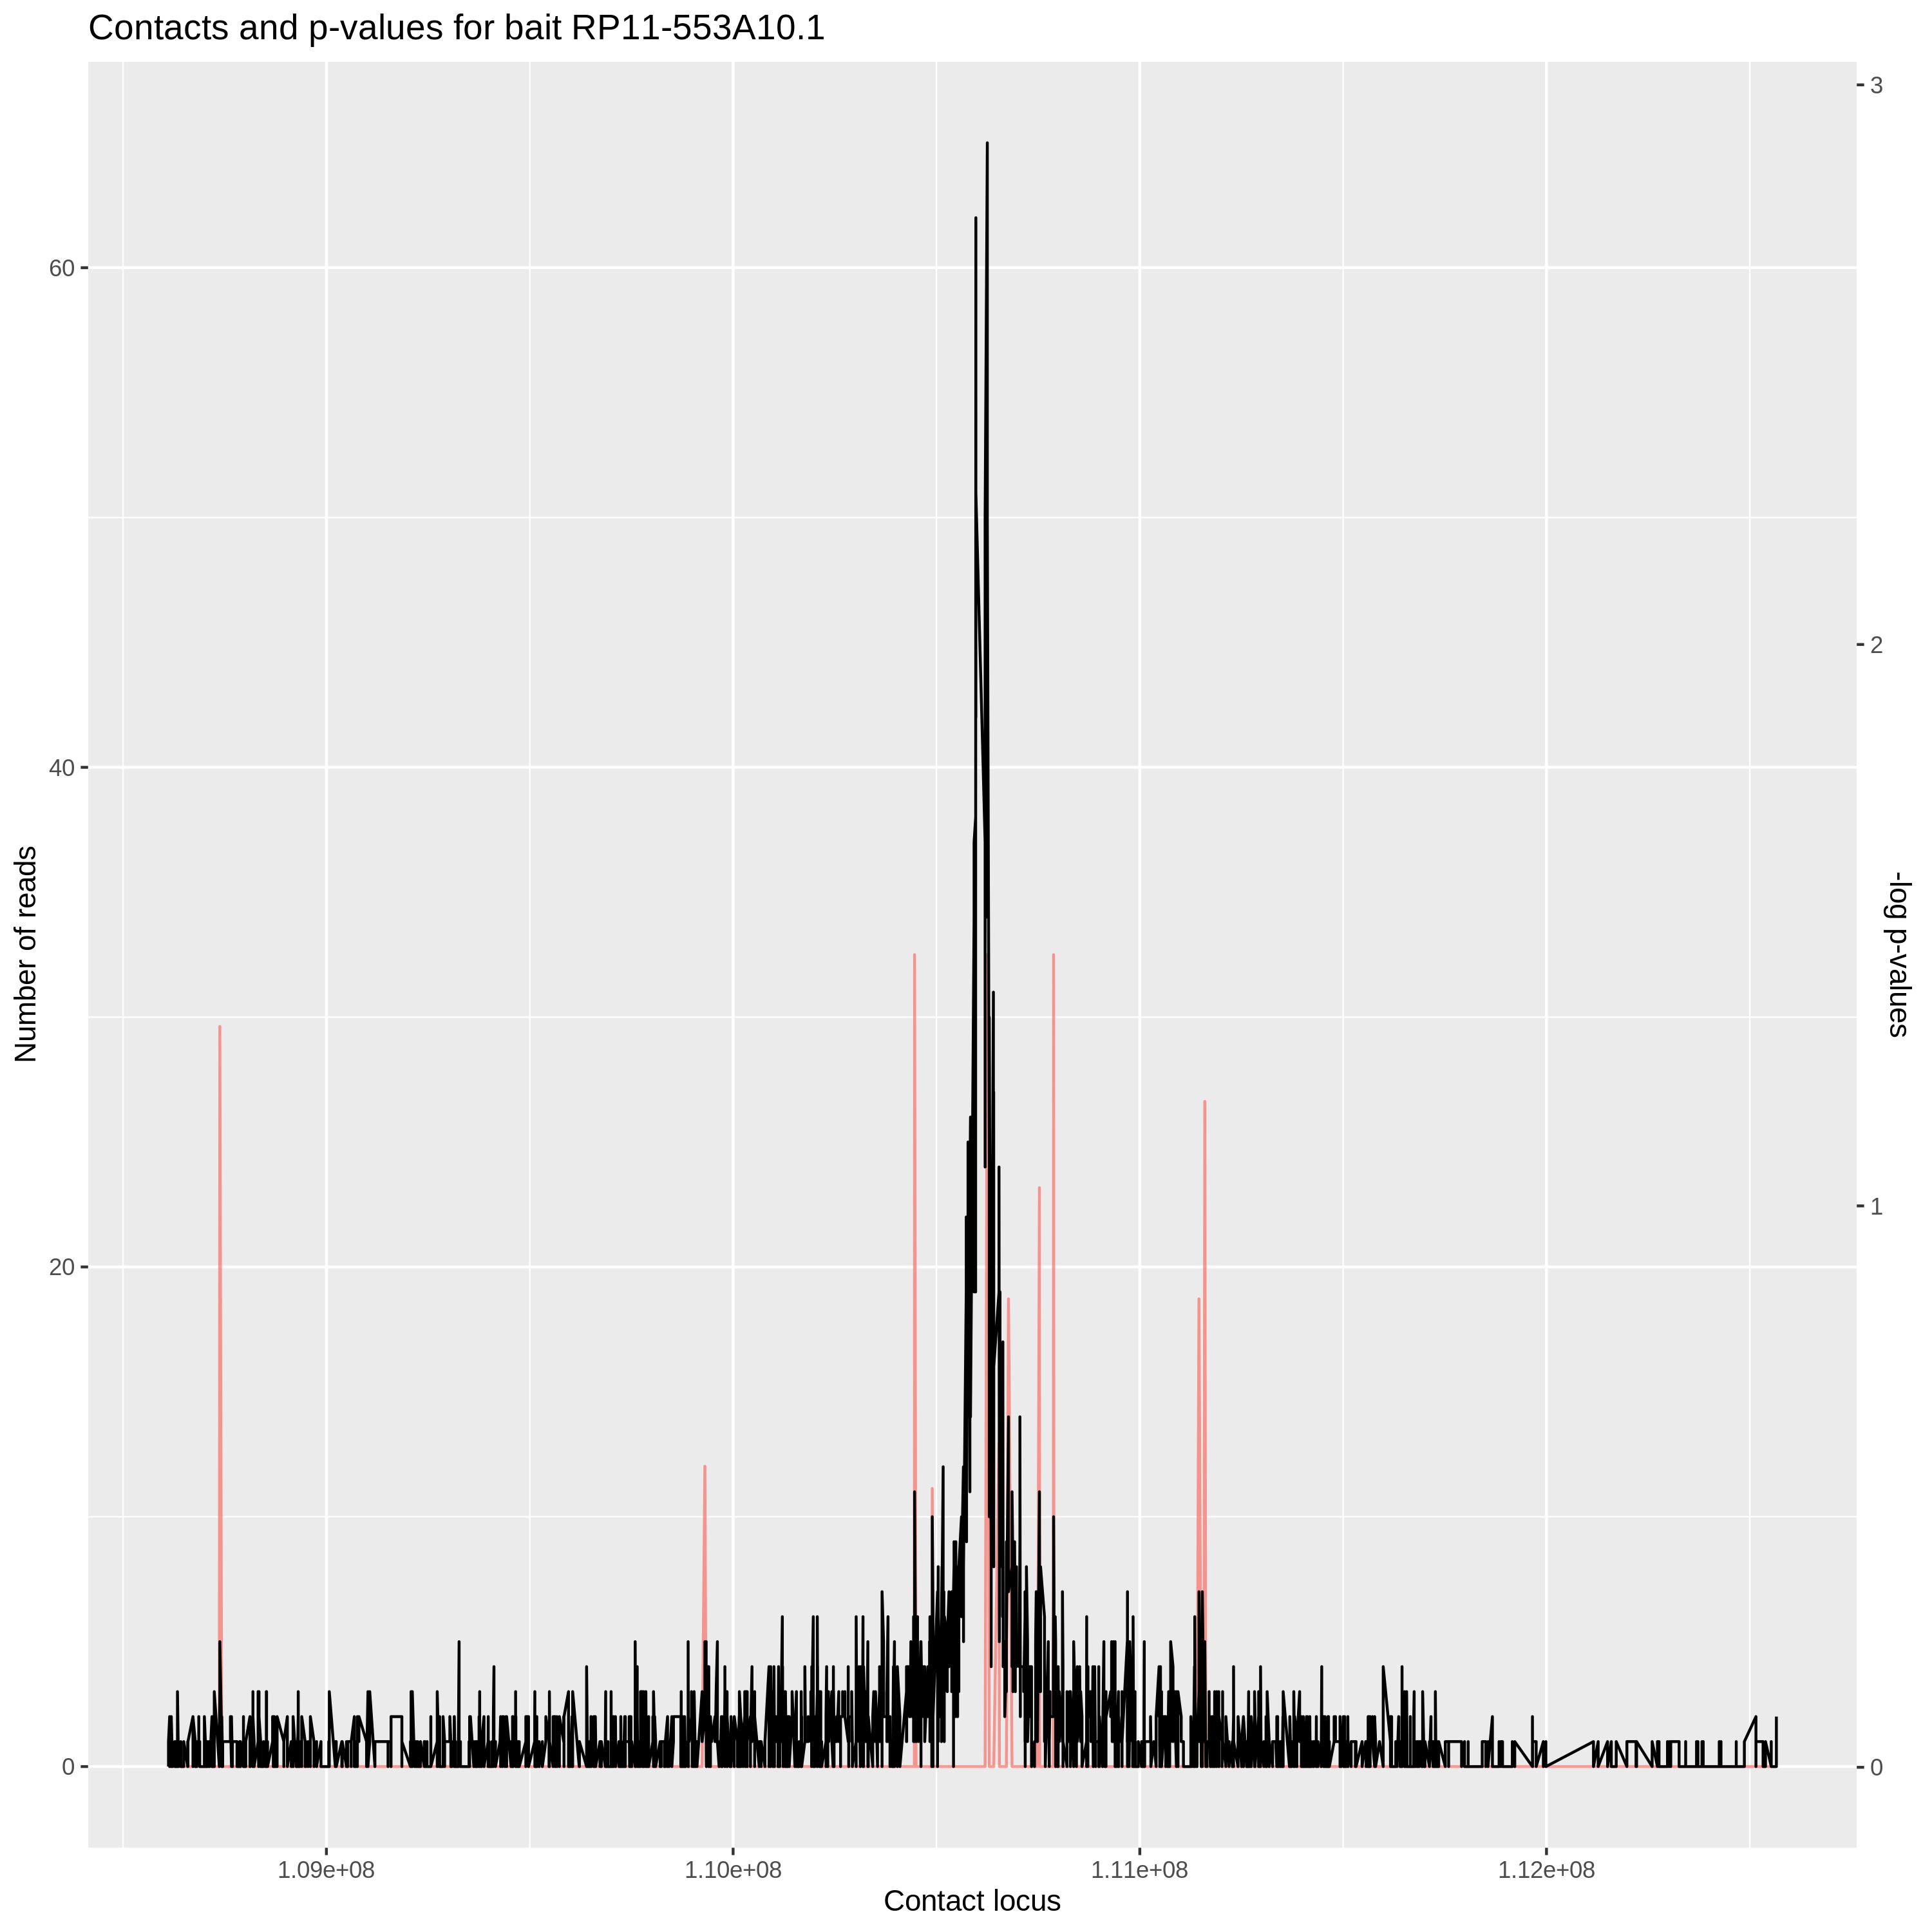 Contacts and p-values for bait RP11-553A10.1
3
60
2
40
Number of reads
-log p-values
1
20
0
0
1.09e+08
1.10e+08
1.11e+08
1.12e+08
Contact locus